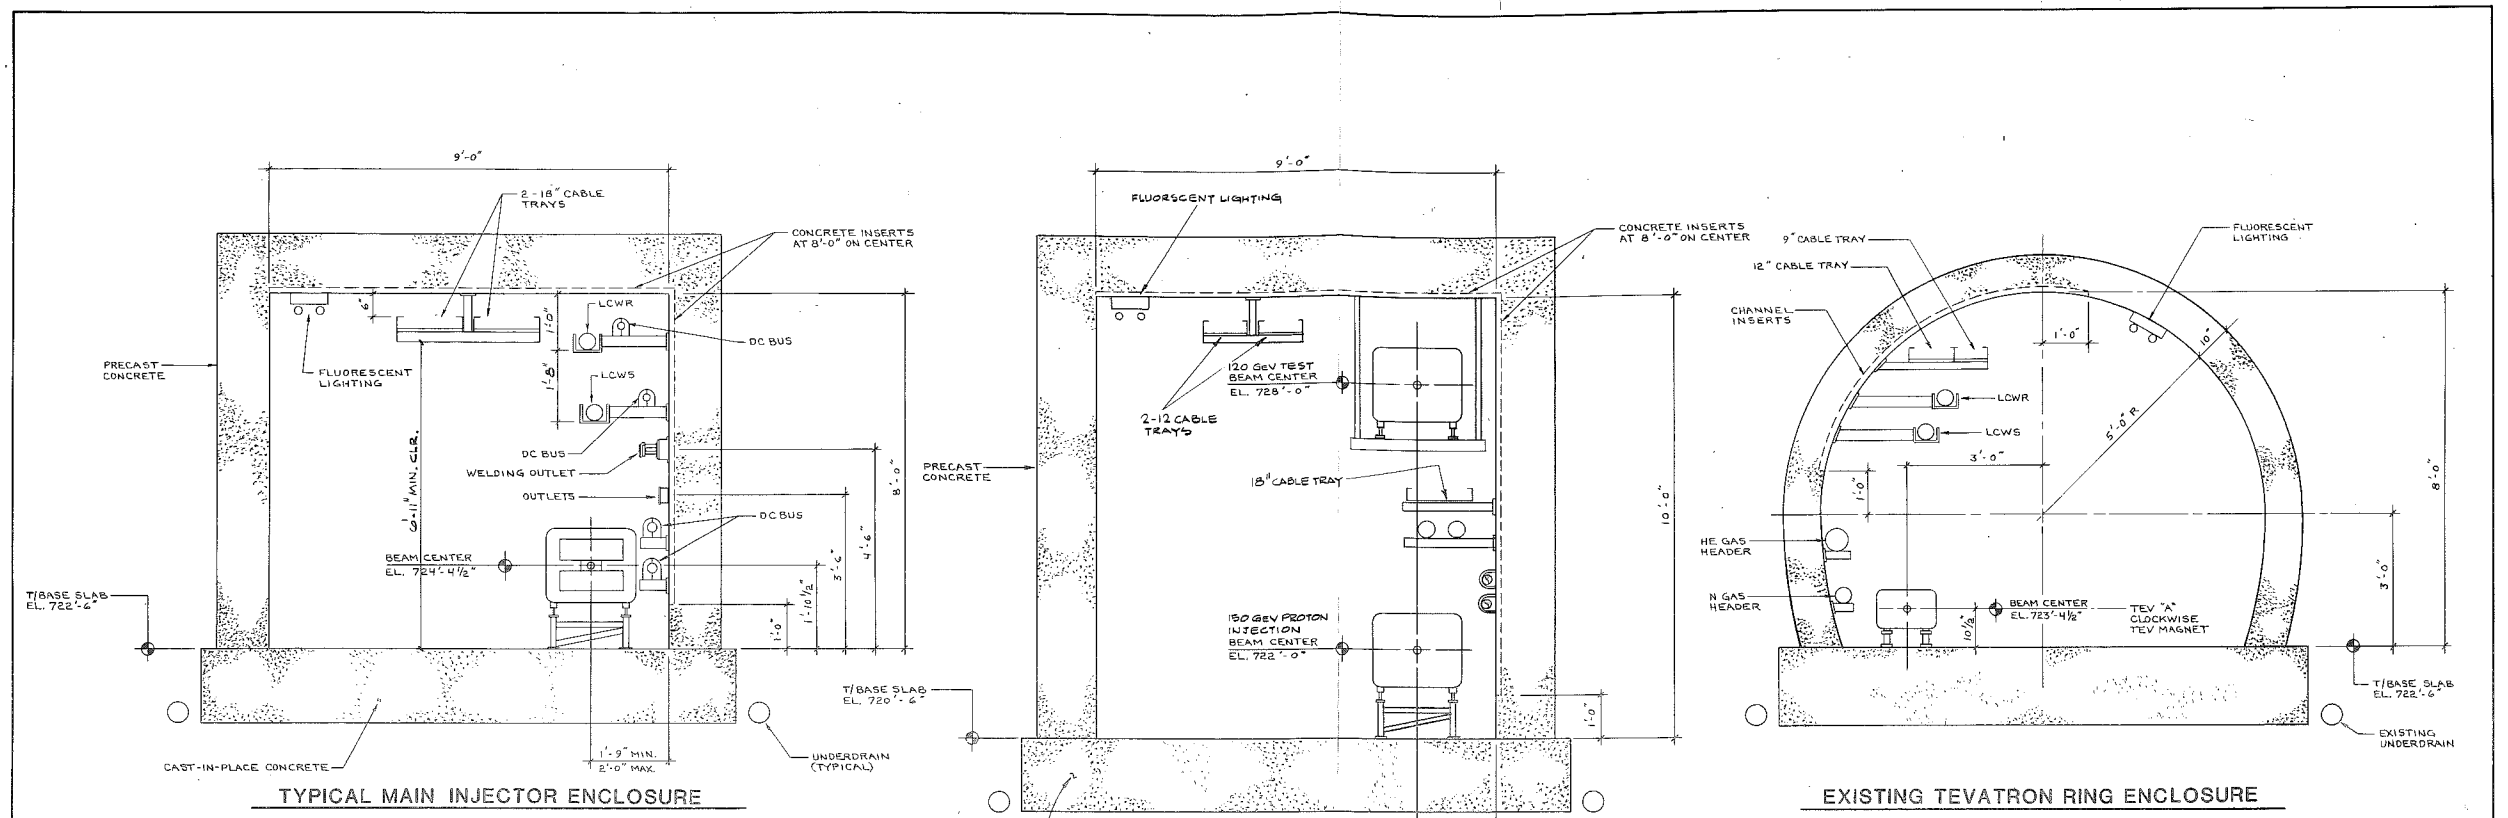 9'-0"
2-18" CABLE
TRAYS
CONCRETE INSERTS
AT 8'-0" ON CENTER
6"
LCWR
1'-0"
DC BUS
PRECAST
CONCRETE
FLUORESCENT
LIGHTING
1'-8"
LCWS
6'-11" MIN. CLR.
DC BUS
WELDING OUTLET
OUTLETS
DC BUS
8'-0"
BEAM CENTER
EL. 724'-4 1/2"
4'-6"
3'-6"
1'-10 1/2"
1'-0"
T/BASE SLAB
EL. 722'-6"
1'-9" MIN.
2'-0" MAX.
UNDERDRAIN
(TYPICAL)
CAST-IN-PLACE CONCRETE
TYPICAL MAIN INJECTOR ENCLOSURE
9'-0"
FLUORSCENT LIGHTING
CONCRETE INSERTS
AT 8'-0" ON CENTER
120 GeV TEST
BEAM CENTER
EL. 728'-0"
2-12 CABLE
TRAYS
PRECAST
CONCRETE
18" CABLE TRAY
10'-0"
150 GeV PROTON
INJECTION
BEAM CENTER
EL. 722'-0"
T/BASE SLAB
EL. 720'-6"
1'-0"
FLUORESCENT
LIGHTING
9" CABLE TRAY
12" CABLE TRAY
CHANNEL
INSERTS
1'-0"
10"
LCWR
LCWS
5'-0" R
3'-0"
1'-0"
8'-0"
HE GAS
HEADER
N GAS
HEADER
10 1/2"
BEAM CENTER
EL. 723'-4 1/2"
TEV "A"
CLOCKWISE
TEV MAGNET
3'-0"
T/BASE SLAB
EL. 722'-6"
EXISTING
UNDERDRAIN
EXISTING TEVATRON RING ENCLOSURE